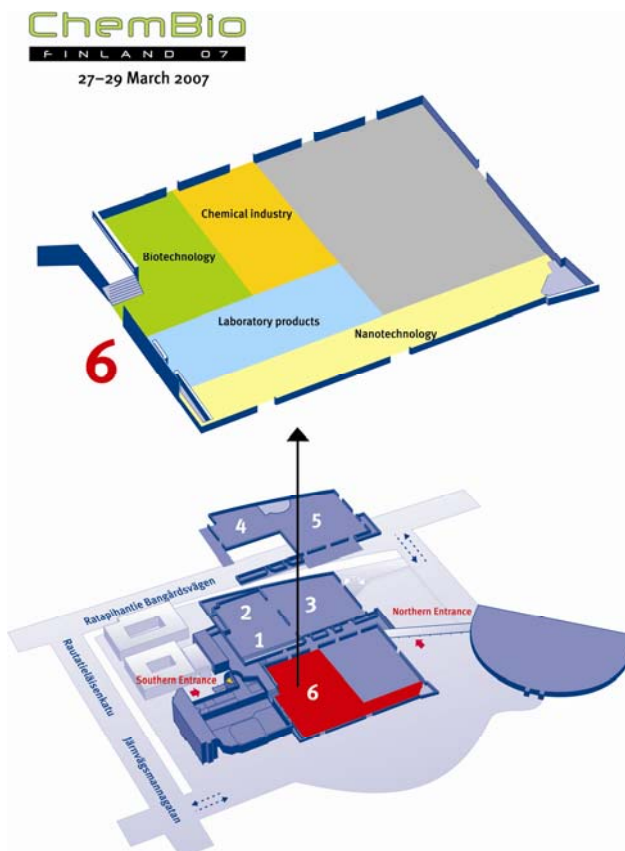 ChemBio
FINLAND 07
27–29 March 2007
Chemical industry
Biotechnology
Laboratory products
Nanotechnology
6
4
5
Ratapihantie Bangårdsvägen
2
3
1
Northern Entrance
Southern Entrance
6
Rautatieläisenkatu
Järnvägsmannagatan